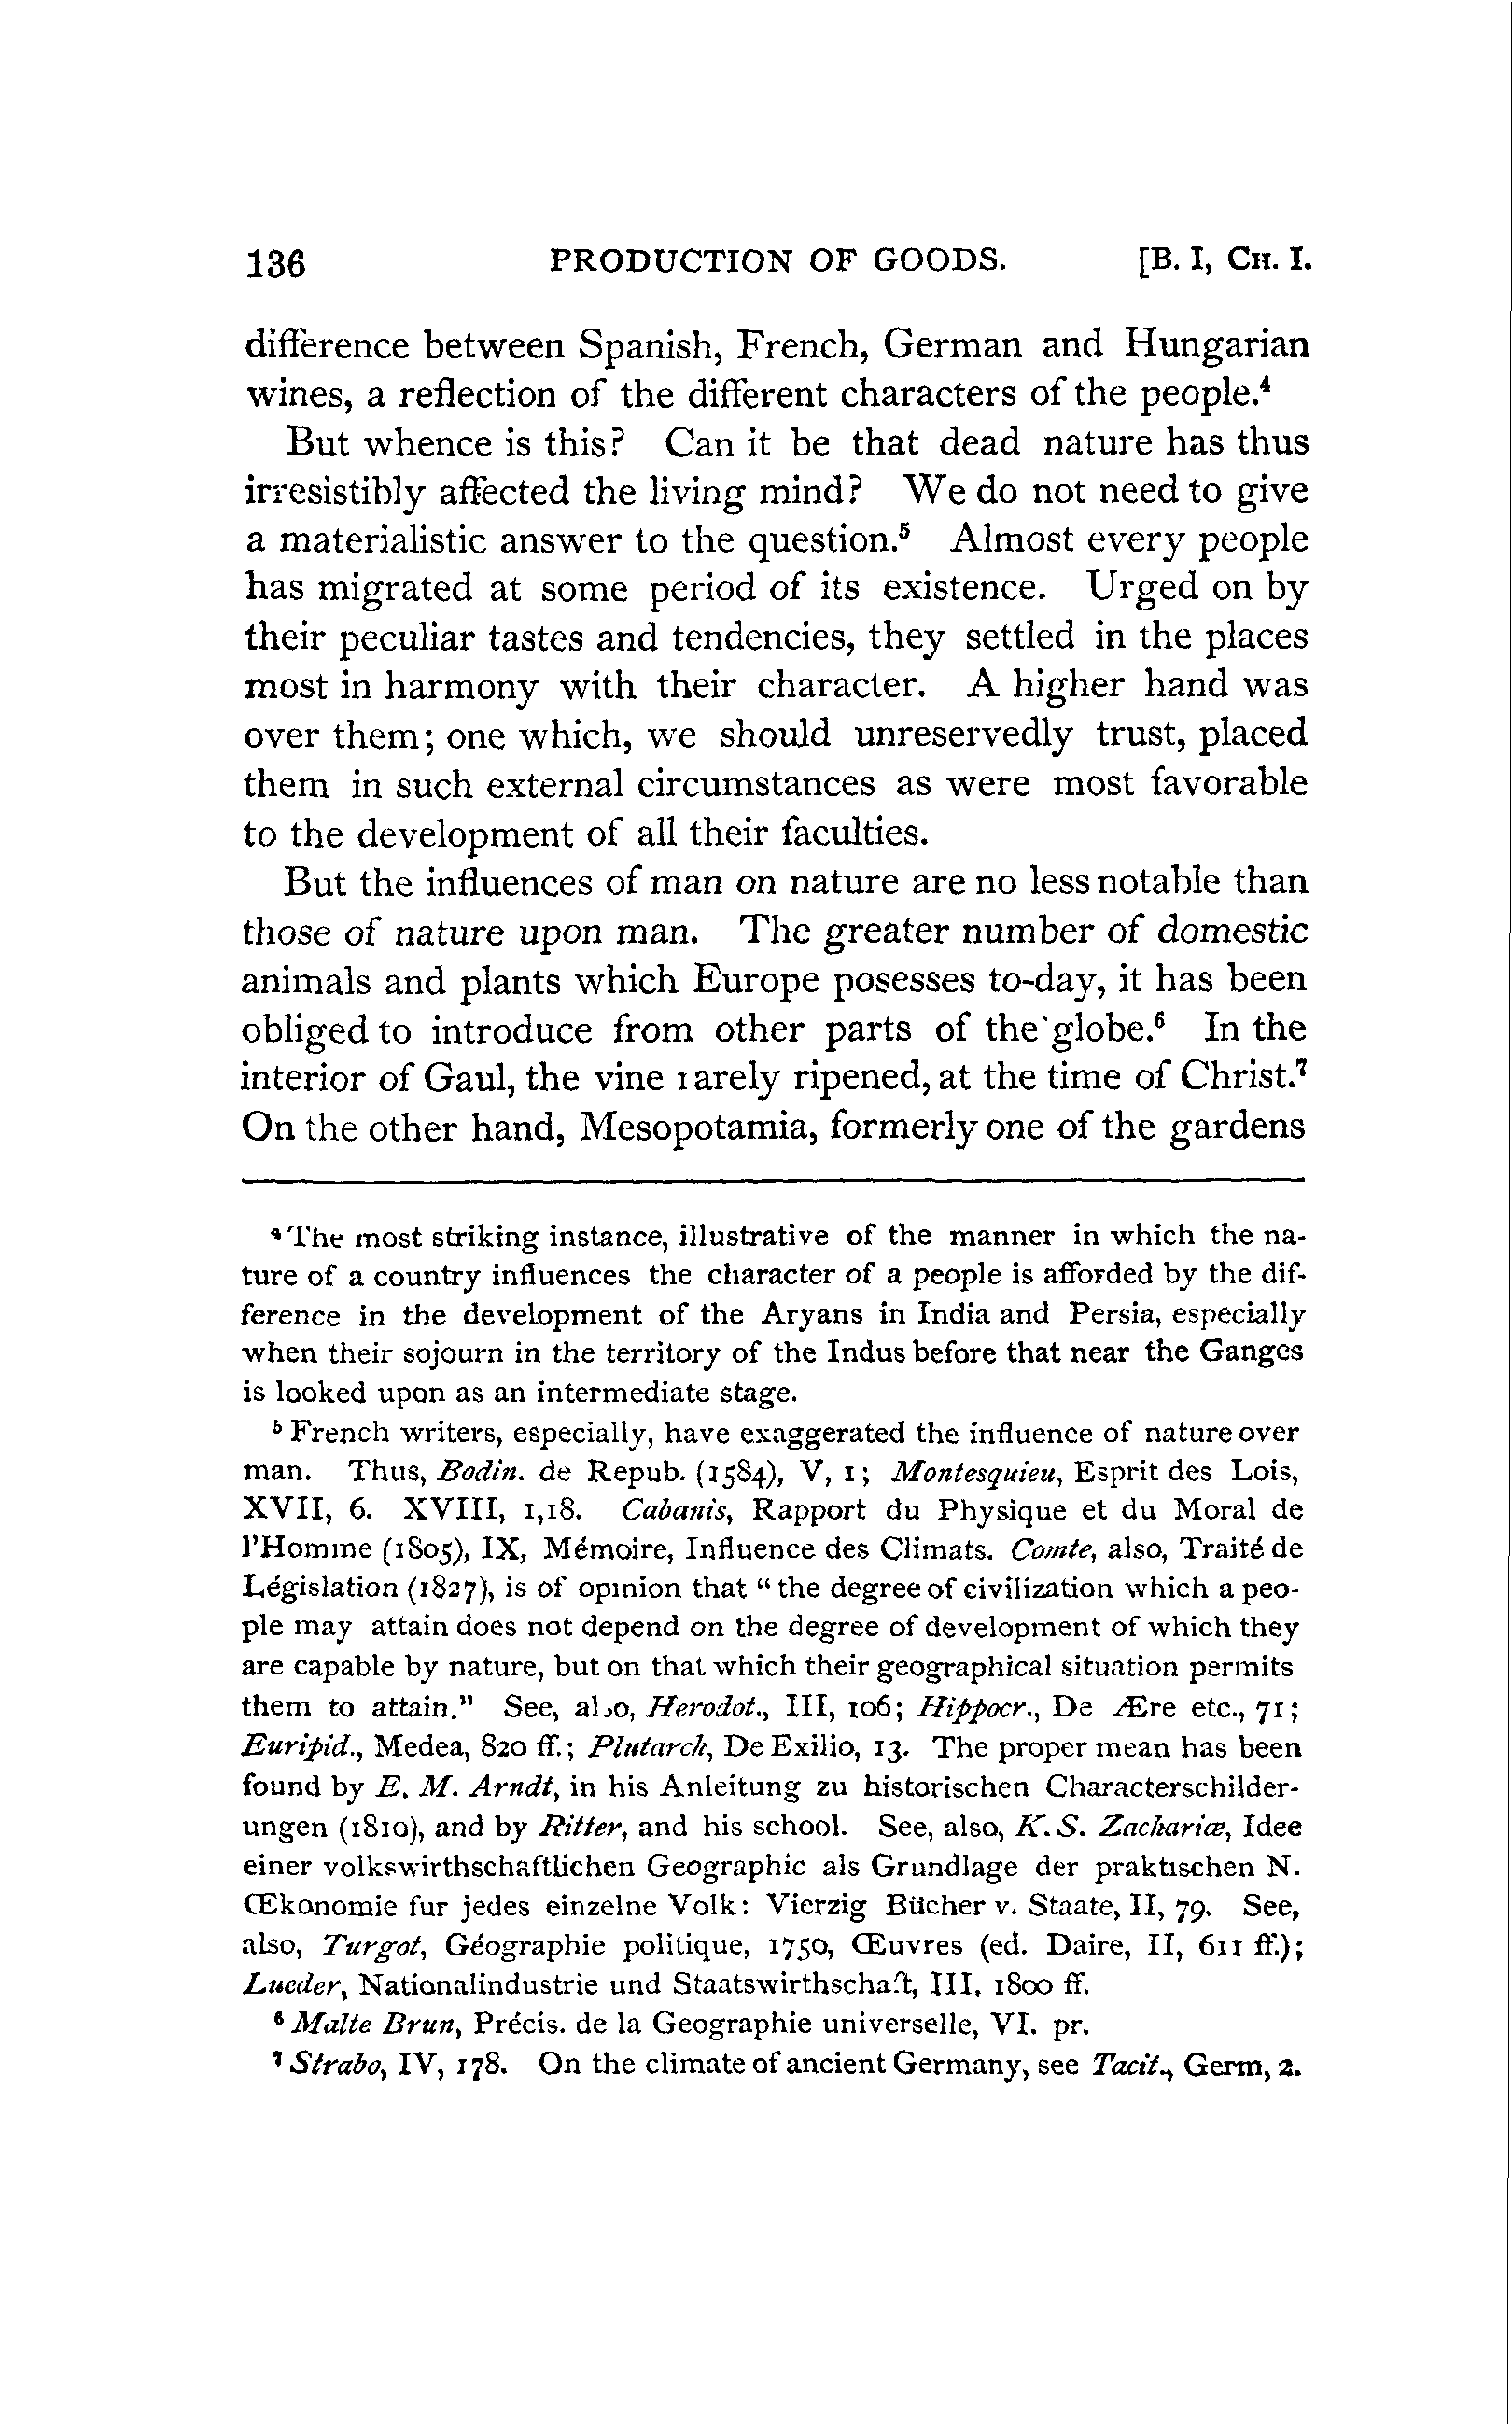 136 PRODUCTION OF GOODS. [B. I, CH. I.
difference between Spanish, French, German and Hungarian
wines, a reflection of the different characters of the people.⁴
But whence is this? Can it be that dead nature has thus
irresistibly affected the living mind? We do not need to give
a materialistic answer to the question.⁵ Almost every people
has migrated at some period of its existence. Urged on by
their peculiar tastes and tendencies, they settled in the places
most in harmony with their character. A higher hand was
over them; one which, we should unreservedly trust, placed
them in such external circumstances as were most favorable
to the development of all their faculties.
But the influences of man on nature are no less notable than
those of nature upon man. The greater number of domestic
animals and plants which Europe posesses to-day, it has been
obliged to introduce from other parts of the globe.⁶ In the
interior of Gaul, the vine rarely ripened, at the time of Christ.⁷
On the other hand, Mesopotamia, formerly one of the gardens
⁴ The most striking instance, illustrative of the manner in which the na-
ture of a country influences the character of a people is afforded by the dif-
ference in the development of the Aryans in India and Persia, especially
when their sojourn in the territory of the Indus before that near the Ganges
is looked upon as an intermediate stage.
⁵ French writers, especially, have exaggerated the influence of nature over
man. Thus, Bodin. de Repub. (1584), V, 1; Montesquieu, Esprit des Lois,
XVII, 6. XVIII, 1,18. Cabanis, Rapport du Physique et du Moral de
l'Homme (1805), IX, Mémoire, Influence des Climats. Comte, also, Traité de
Législation (1827), is of opinion that "the degree of civilization which a peo-
ple may attain does not depend on the degree of development of which they
are capable by nature, but on that which their geographical situation permits
them to attain." See, also, Herodot., III, 106; Hippocr., De Ære etc., 71;
Euripid., Medea, 820 ff.; Plutarch, De Exilio, 13. The proper mean has been
found by E. M. Arndt, in his Anleitung zu historischen Characterschilder-
ungen (1810), and by Ritter, and his school. See, also, K. S. Zachariæ, Idee
einer volkswirthschaftlichen Geographic als Grundlage der praktischen N.
Œkonomie fur jedes einzelne Volk: Vierzig Bücher v. Staate, II, 79. See,
also, Turgot, Géographie politique, 1750, Œuvres (ed. Daire, II, 611 ff.);
Lueder, Nationalindustrie und Staatswirthschaft, III, 1800 ff.
⁶ Malte Brun, Précis. de la Geographie universelle, VI. pr.
⁷ Strabo, IV, 178. On the climate of ancient Germany, see Tacit., Germ, 2.